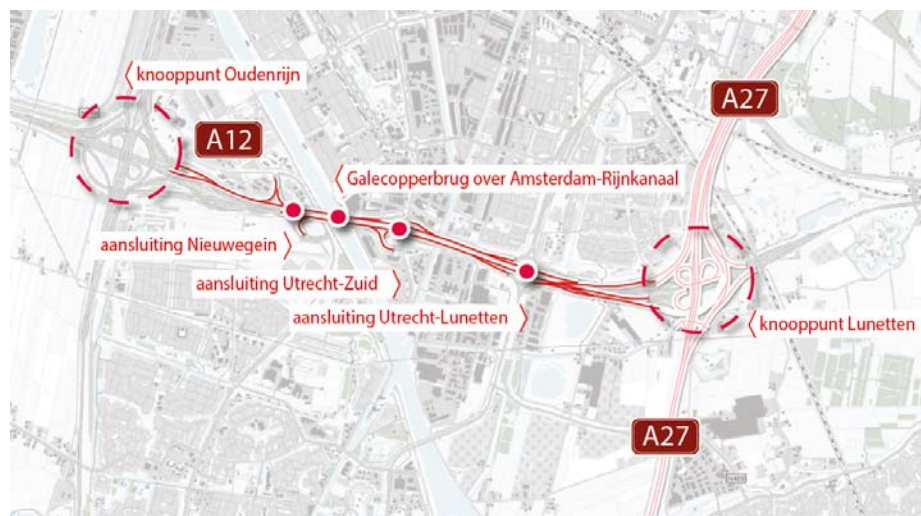 knooppunt Oudenrijn
A27
A12
Galecopperbrug over Amsterdam-Rijnkanaal
aansluiting Nieuwegein
aansluiting Utrecht-Zuid
aansluiting Utrecht-Lunetten
knooppunt Lunetten
A27